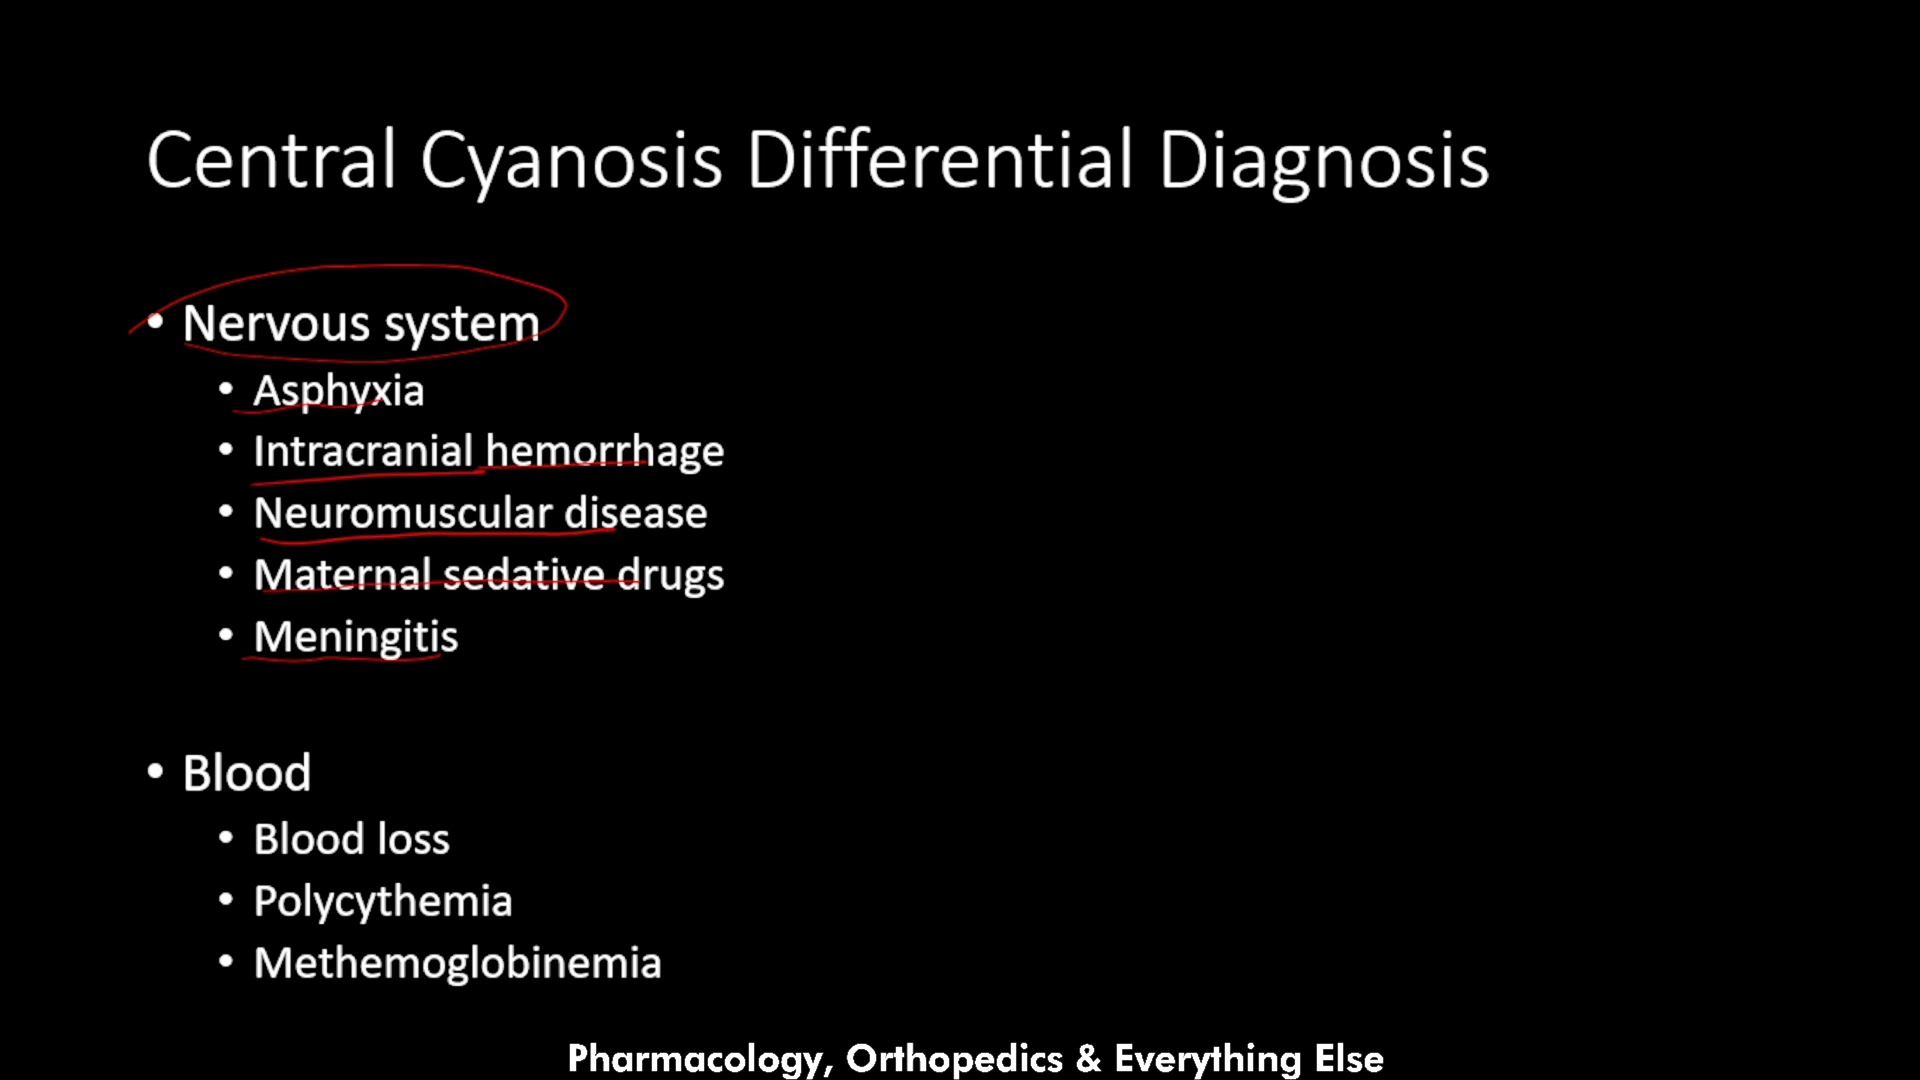 Central Cyanosis Differential Diagnosis
• Nervous system
• Asphyxia
• Intracranial hemorrhage
• Neuromuscular disease
• Maternal sedative drugs
• Meningitis
• Blood
• Blood loss
• Polycythemia
• Methemoglobinemia
Pharmacology, Orthopedics & Everything Else